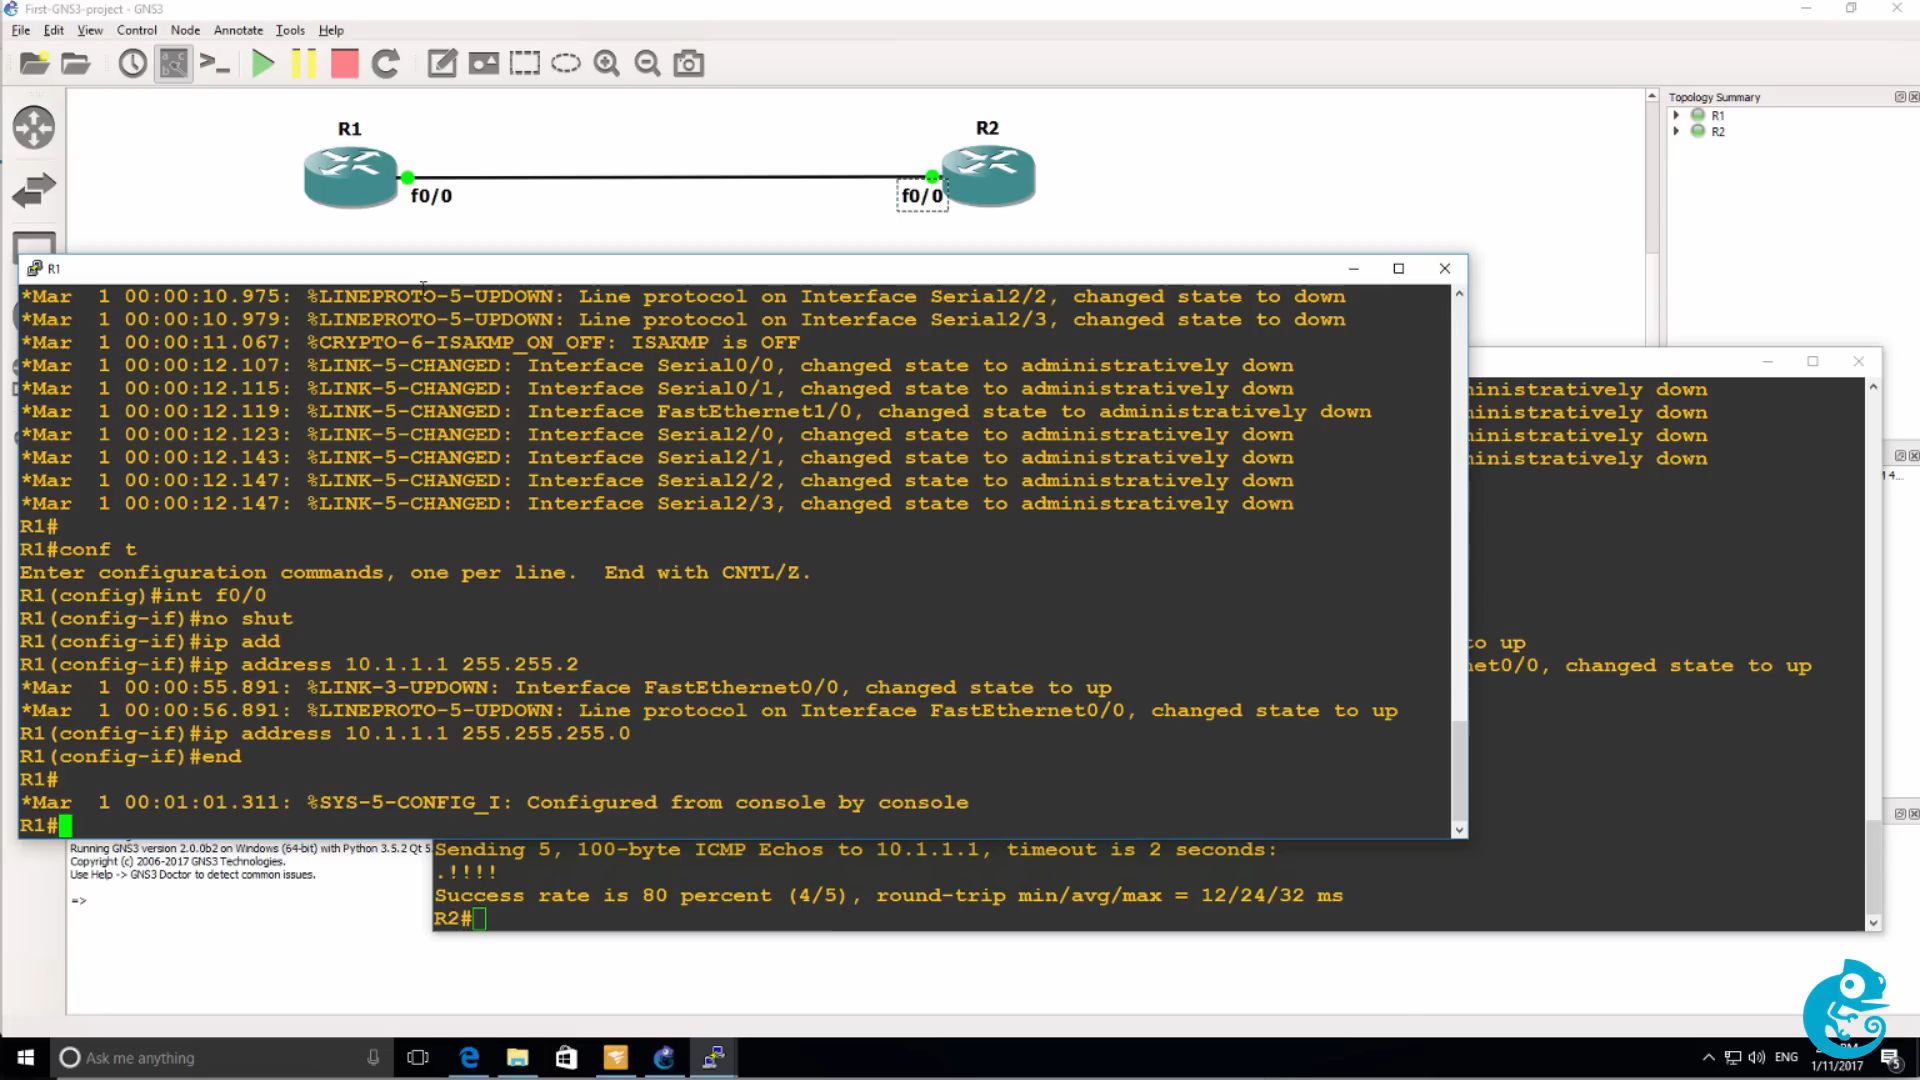 First-GNS3-project - GNS3
File Edit View Control Node Annotate Tools Help
Topology Summary
R1
R2
R1
R2
f0/0
f0/0
R1
*Mar  1 00:00:10.975: %LINEPROTO-5-UPDOWN: Line protocol on Interface Serial2/2, changed state to down
*Mar  1 00:00:10.979: %LINEPROTO-5-UPDOWN: Line protocol on Interface Serial2/3, changed state to down
*Mar  1 00:00:11.067: %CRYPTO-6-ISAKMP_ON_OFF: ISAKMP is OFF
*Mar  1 00:00:12.107: %LINK-5-CHANGED: Interface Serial0/0, changed state to administratively down
*Mar  1 00:00:12.115: %LINK-5-CHANGED: Interface Serial0/1, changed state to administratively down
*Mar  1 00:00:12.119: %LINK-5-CHANGED: Interface FastEthernet1/0, changed state to administratively down
*Mar  1 00:00:12.123: %LINK-5-CHANGED: Interface Serial2/0, changed state to administratively down
*Mar  1 00:00:12.143: %LINK-5-CHANGED: Interface Serial2/1, changed state to administratively down
*Mar  1 00:00:12.147: %LINK-5-CHANGED: Interface Serial2/2, changed state to administratively down
*Mar  1 00:00:12.147: %LINK-5-CHANGED: Interface Serial2/3, changed state to administratively down
R1#
R1#conf t
Enter configuration commands, one per line.  End with CNTL/Z.
R1(config)#int f0/0
R1(config-if)#no shut
R1(config-if)#ip add
R1(config-if)#ip address 10.1.1.1 255.255.2
*Mar  1 00:00:55.891: %LINK-3-UPDOWN: Interface FastEthernet0/0, changed state to up
*Mar  1 00:00:56.891: %LINEPROTO-5-UPDOWN: Line protocol on Interface FastEthernet0/0, changed state to up
R1(config-if)#ip address 10.1.1.1 255.255.255.0
R1(config-if)#end
R1#
*Mar  1 00:01:01.311: %SYS-5-CONFIG_I: Configured from console by console
R1#
ninistratively down
ninistratively down
ninistratively down
ninistratively down
to up
net0/0, changed state to up
Running GNS3 version 2.0.0b2 on Windows (64-bit) with Python 3.5.2 Qt 5.
Copyright (c) 2006-2017 GNS3 Technologies.
Use Help -> GNS3 Doctor to detect common issues.
=>
Sending 5, 100-byte ICMP Echos to 10.1.1.1, timeout is 2 seconds:
.!!!!
Success rate is 80 percent (4/5), round-trip min/avg/max = 12/24/32 ms
R2#
Ask me anything
ENG
1/11/2017
5